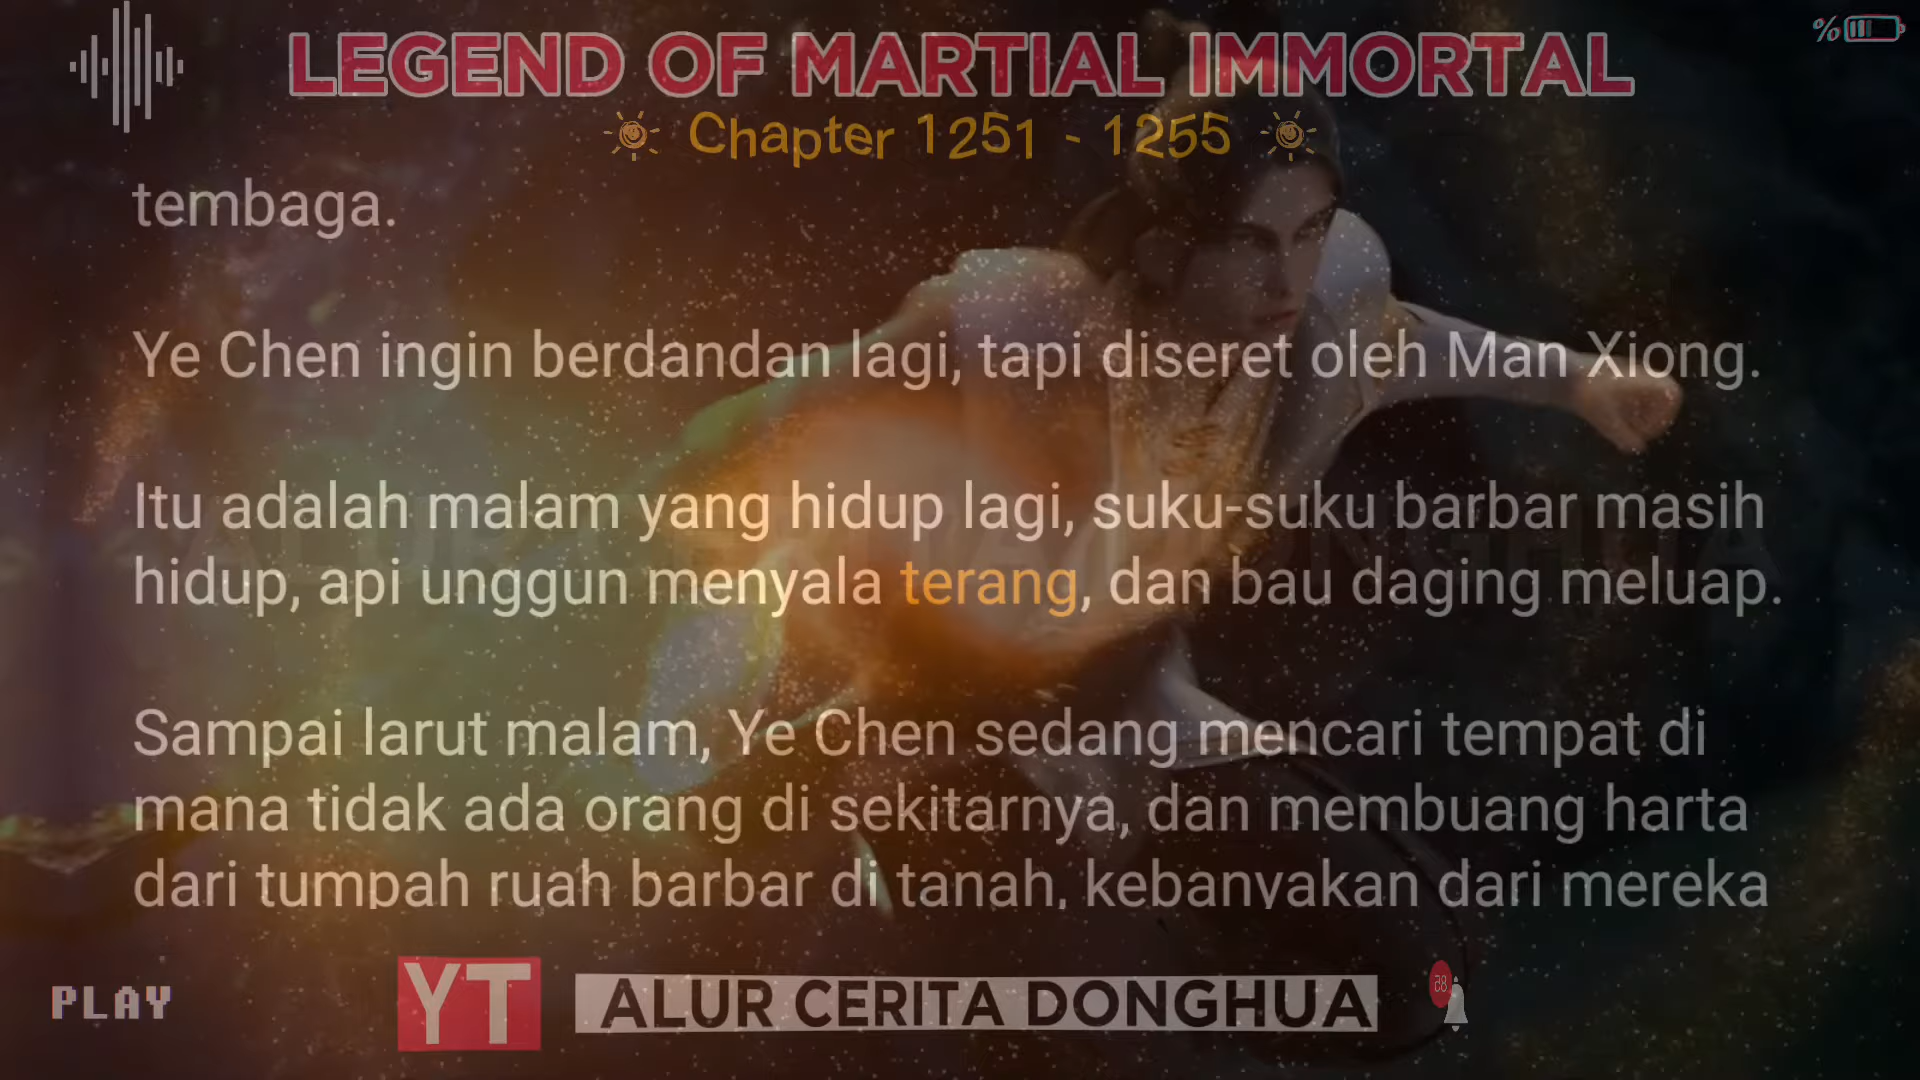 LEGEND OF MARTIAL IMMORTAL
%
Chapter 1251 - 1255
tembaga.
Ye Chen ingin berdandan lagi, tapi diseret oleh Man Xiong.
Itu adalah malam yang hidup lagi, suku-suku barbar masih
hidup, api unggun menyala terang, dan bau daging meluap.
Sampai larut malam, Ye Chen sedang mencari tempat di
mana tidak ada orang di sekitarnya, dan membuang harta
dari tumpah ruah barbar di tanah, kebanyakan dari mereka
PLAY
YT
ALUR CERITA DONGHUA